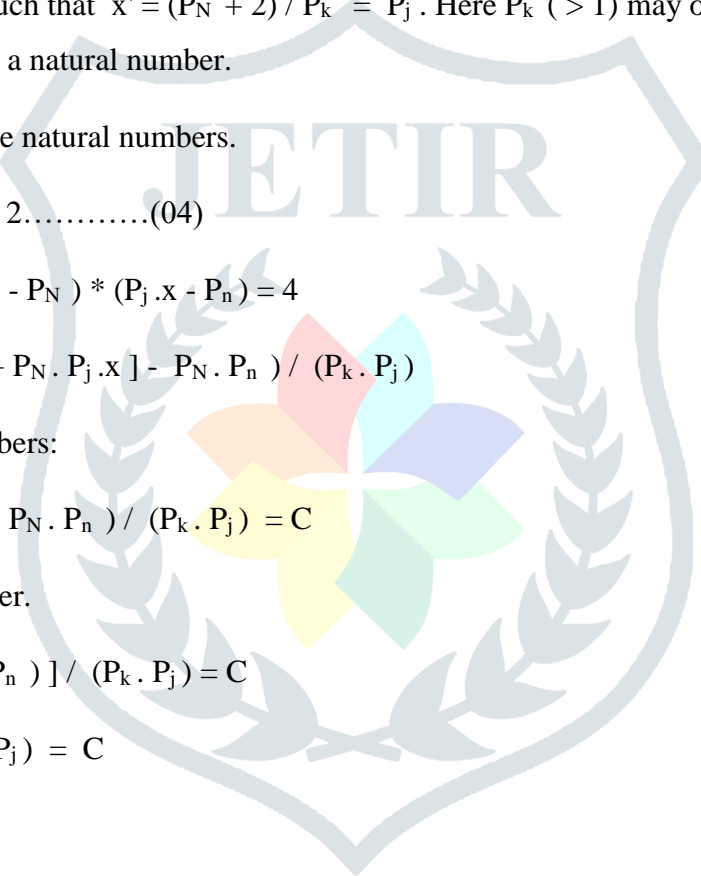 uch that x' = (P_N + 2) / P_k = P_j . Here P_k ( > 1) may o
a natural number.
e natural numbers.
JETIR
2…………(04)
- P_N ) * (P_j .x - P_n ) = 4
P_N . P_j .x ] - P_N . P_n ) / (P_k . P_j )
bers:
P_N . P_n ) / (P_k . P_j ) = C
er.
P_n ) ] / (P_k . P_j ) = C
P_j ) = C